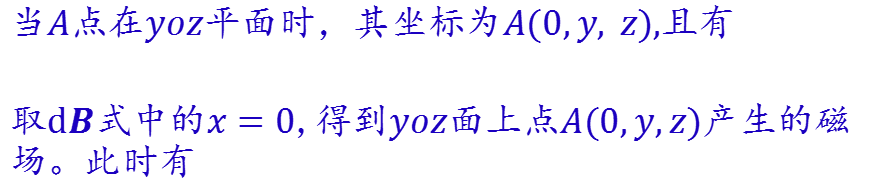 当A点在yoz平面时，其坐标为A(0, y, z),且有
取dB式中的x = 0, 得到yoz面上点A(0, y, z)产生的磁
场。此时有